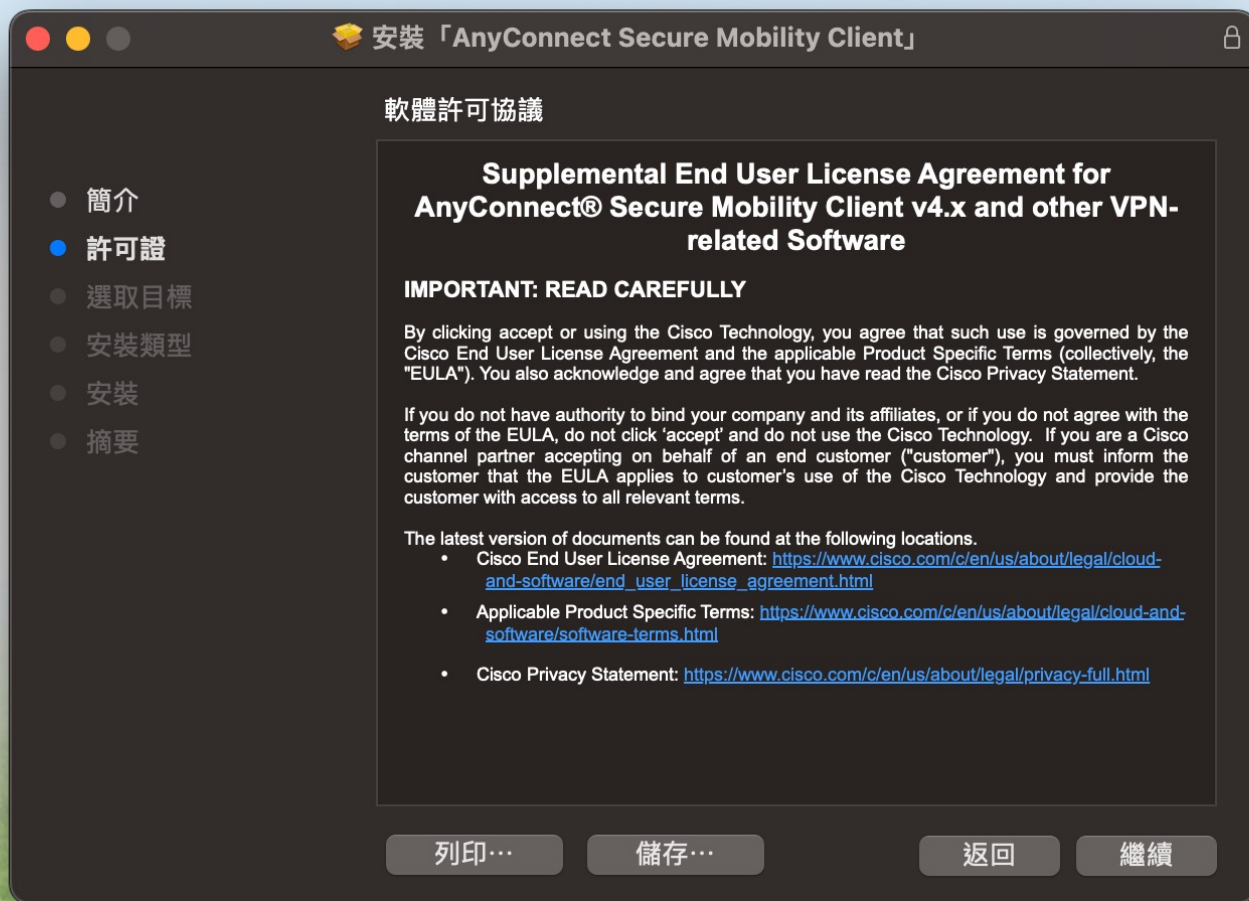 安裝「AnyConnect Secure Mobility Client」
軟體許可協議
簡介
許可證
選取目標
安裝類型
安裝
摘要
Supplemental End User License Agreement for
AnyConnect® Secure Mobility Client v4.x and other VPN-
related Software
IMPORTANT: READ CAREFULLY
By clicking accept or using the Cisco Technology, you agree that such use is governed by the
Cisco End User License Agreement and the applicable Product Specific Terms (collectively, the
"EULA"). You also acknowledge and agree that you have read the Cisco Privacy Statement.
If you do not have authority to bind your company and its affiliates, or if you do not agree with the
terms of the EULA, do not click ‘accept’ and do not use the Cisco Technology.  If you are a Cisco
channel partner accepting on behalf of an end customer ("customer"), you must inform the
customer that the EULA applies to customer’s use of the Cisco Technology and provide the
customer with access to all relevant terms.
The latest version of documents can be found at the following locations.
• Cisco End User License Agreement: https://www.cisco.com/c/en/us/about/legal/cloud-
and-software/end_user_license_agreement.html
• Applicable Product Specific Terms: https://www.cisco.com/c/en/us/about/legal/cloud-and-
software/software-terms.html
• Cisco Privacy Statement: https://www.cisco.com/c/en/us/about/legal/privacy-full.html
列印⋯
儲存⋯
返回
繼續